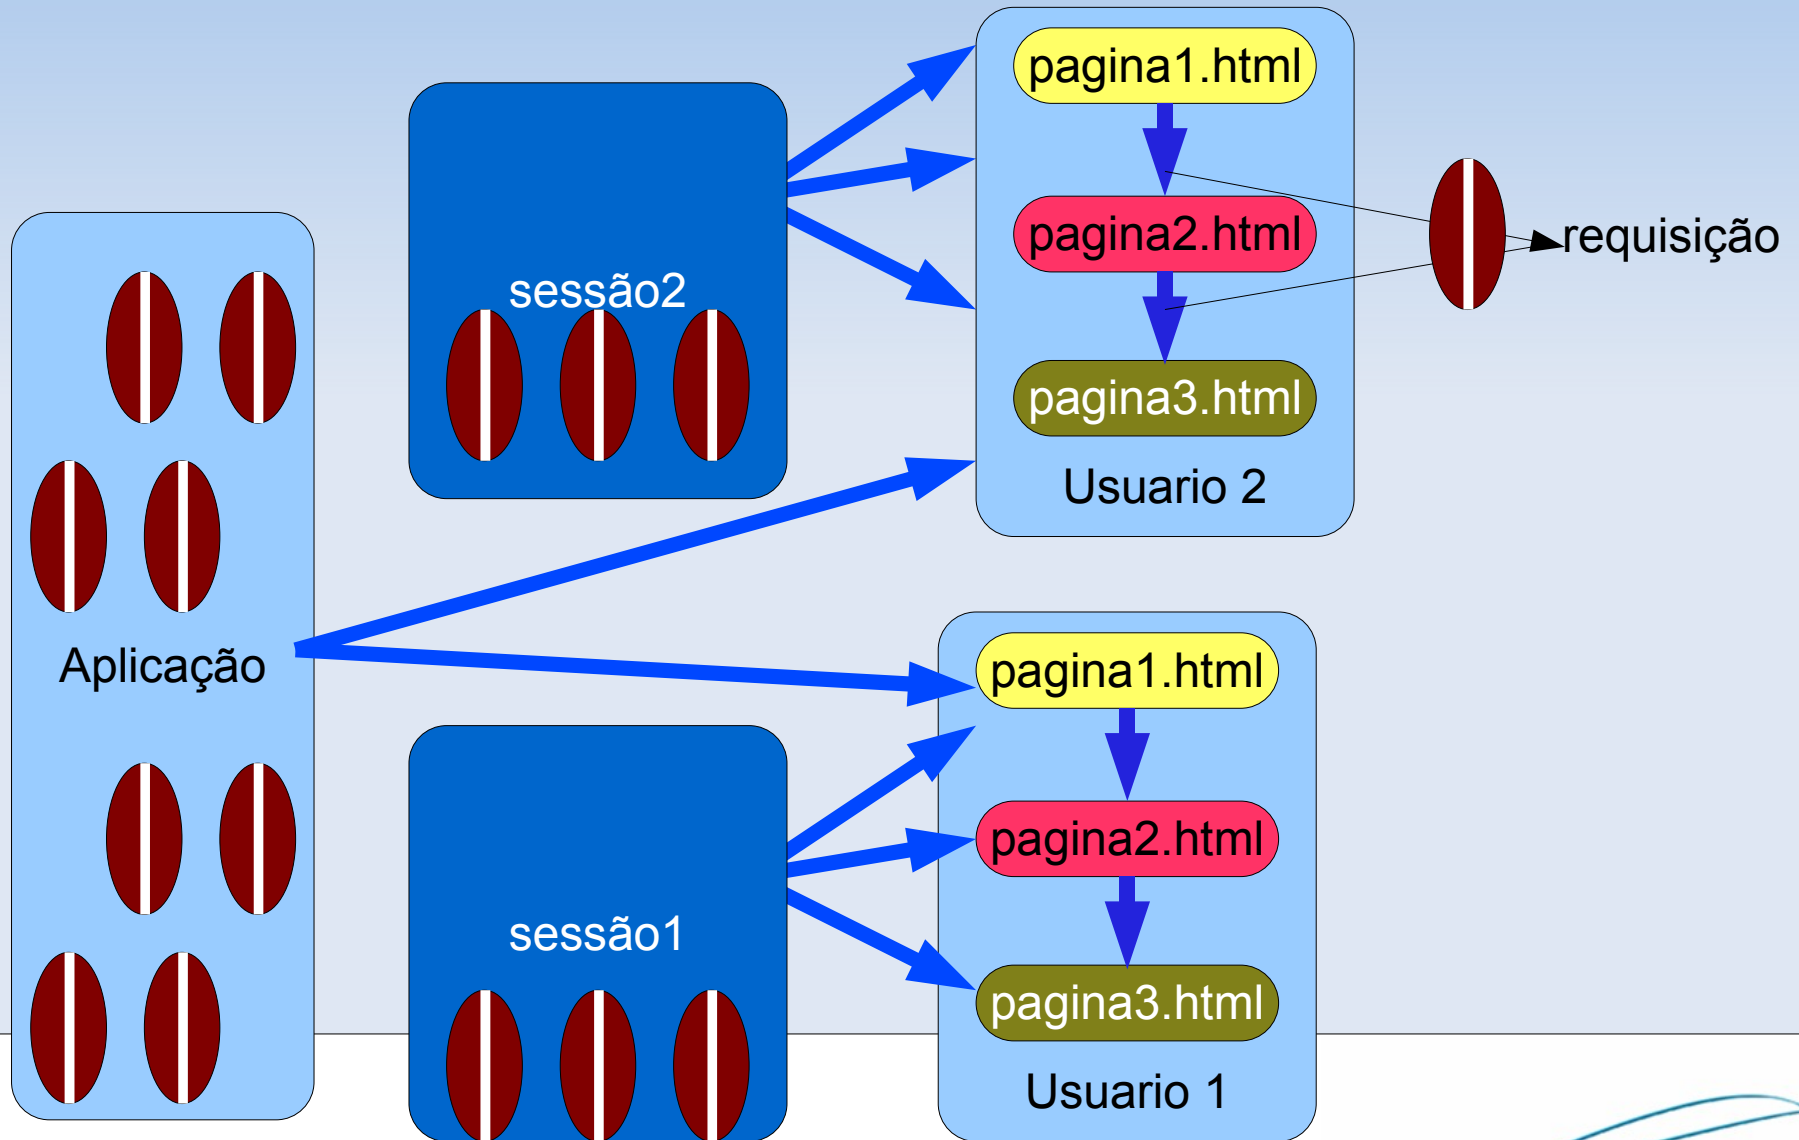 pagina1.html
pagina2.html
requisição
sessão2
pagina3.html
Usuario 2
Aplicação
pagina1.html
pagina2.html
sessão1
pagina3.html
Usuario 1